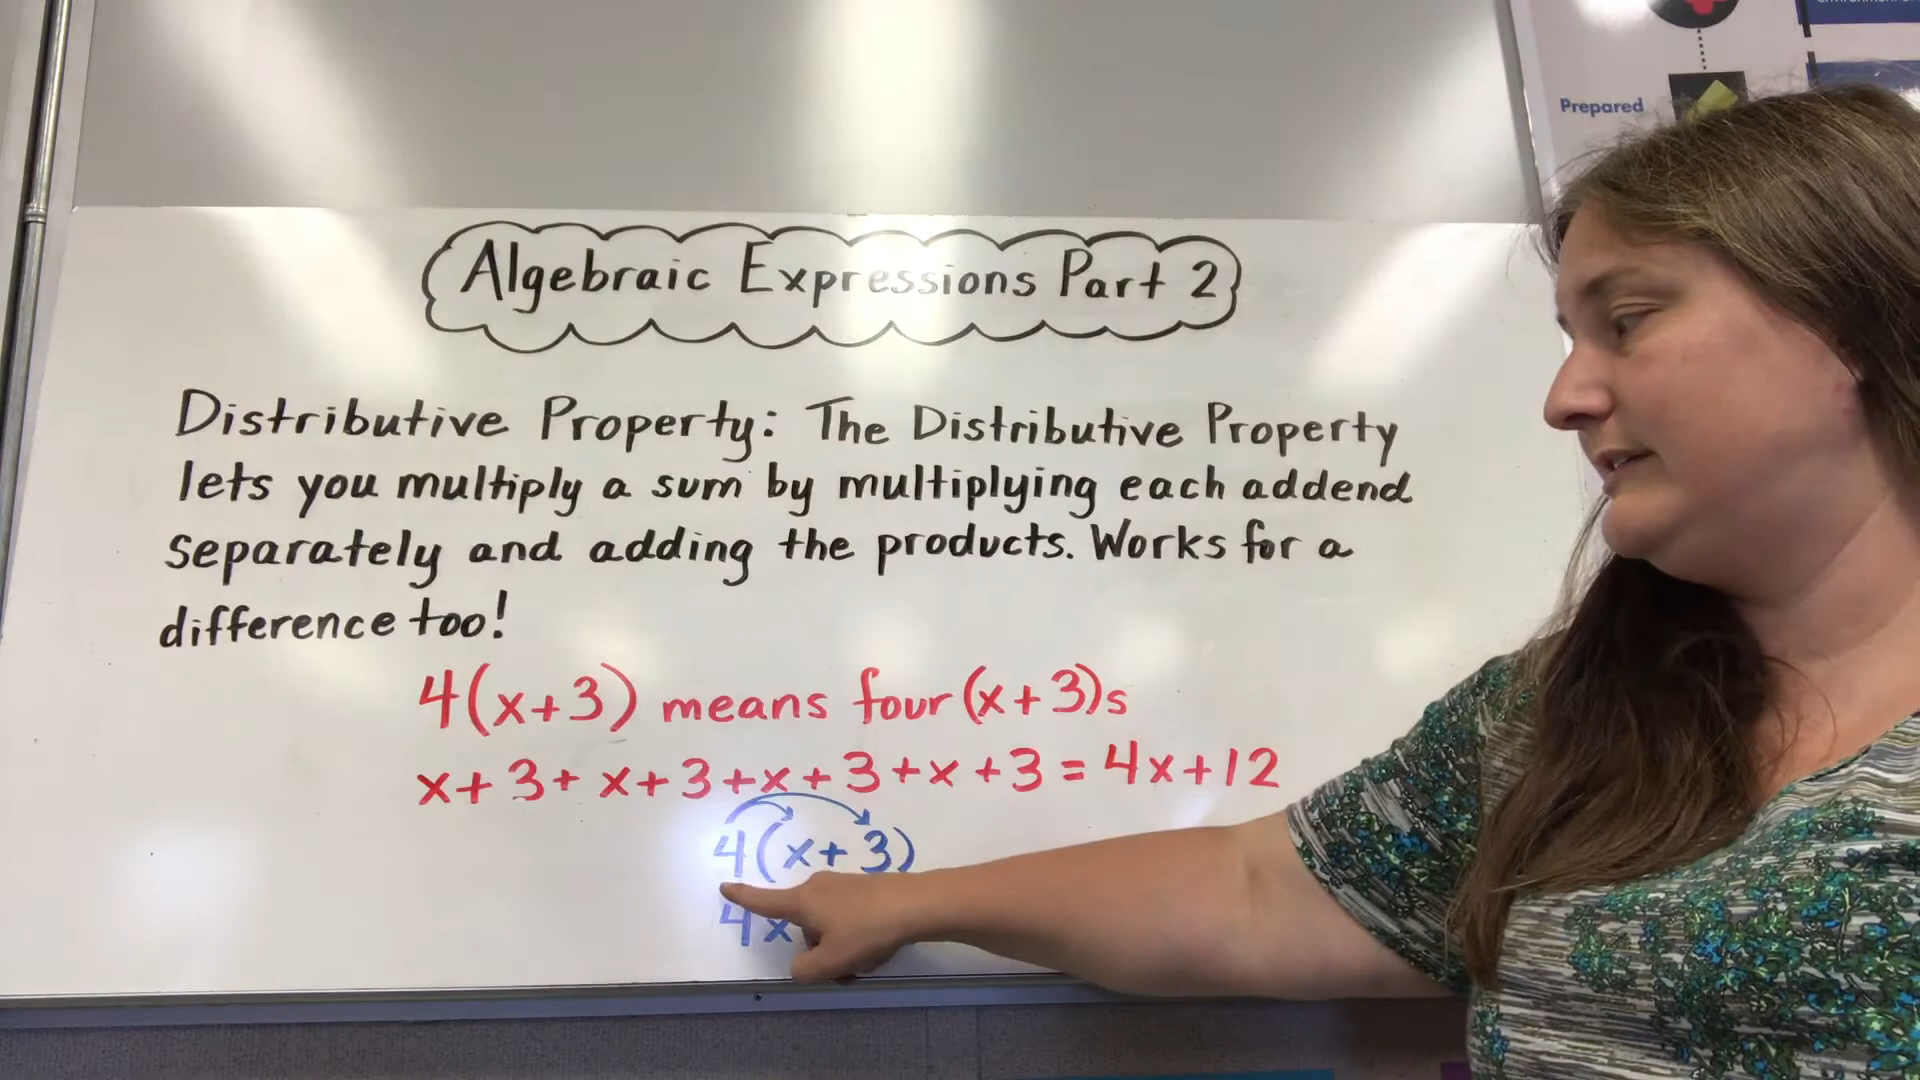 Prepared
Algebraic Expressions Part 2
Distributive Property: The Distributive Property
lets you multiply a sum by multiplying each addend
separately and adding the products. Works for a
difference too!
4(x+3) means four (x+3)s
x+3+x+3+x+3+x+3=4x+12
4(x+3)
4x